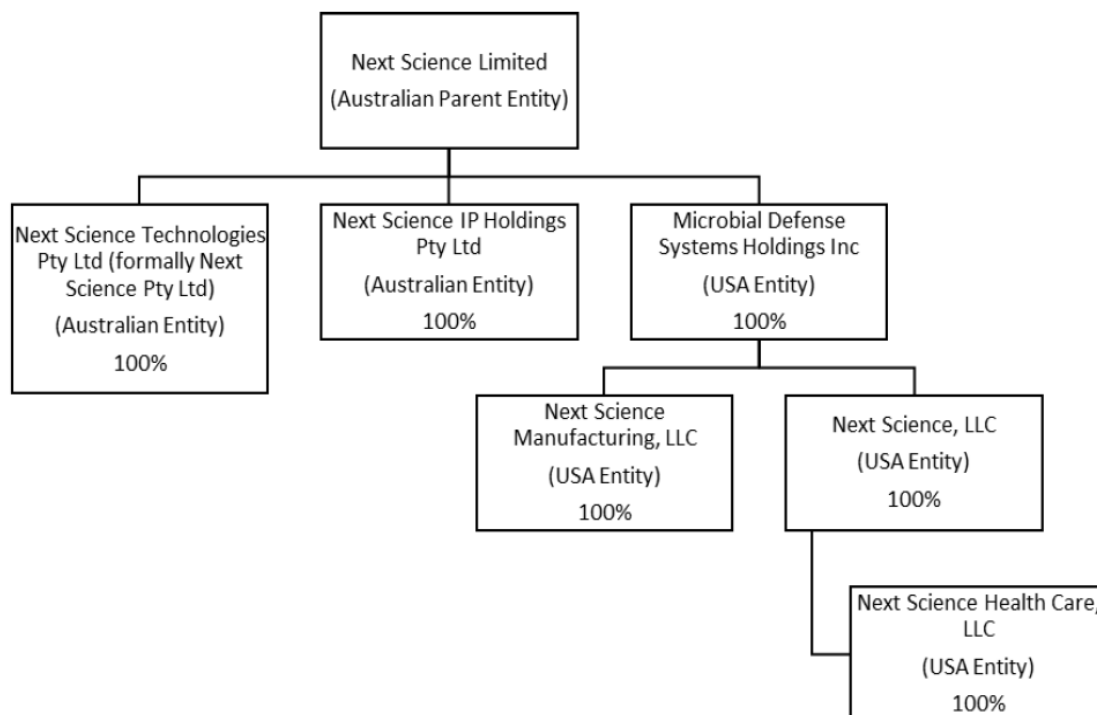 Next Science Limited
(Australian Parent Entity)
Next Science Technologies
Pty Ltd (formally Next
Science Pty Ltd)
(Australian Entity)
100%
Next Science IP Holdings
Pty Ltd
(Australian Entity)
100%
Microbial Defense
Systems Holdings Inc
(USA Entity)
100%
Next Science
Manufacturing, LLC
(USA Entity)
100%
Next Science, LLC
(USA Entity)
100%
Next Science Health Care,
LLC
(USA Entity)
100%